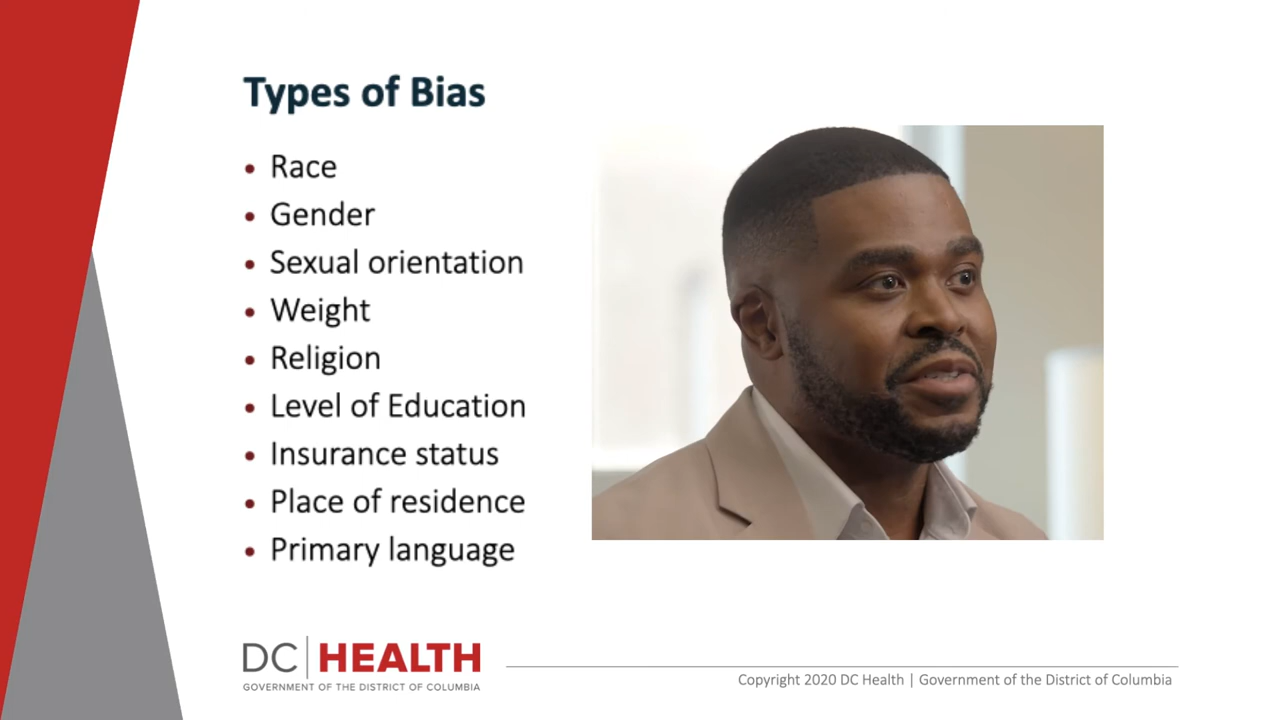 Types of Bias
• Race
• Gender
• Sexual orientation
• Weight
• Religion
• Level of Education
• Insurance status
• Place of residence
• Primary language
DC | HEALTH
GOVERNMENT OF THE DISTRICT OF COLUMBIA
Copyright 2020 DC Health | Government of the District of Columbia